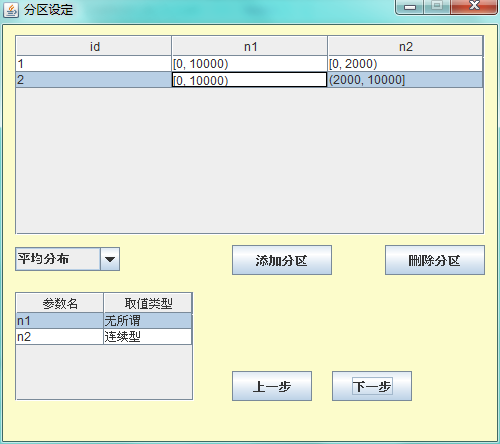 分区设定
id n1 n2
1 [0, 10000) [0, 2000)
2 [0, 10000) (2000, 10000]
平均分布 添加分区 删除分区
参数名 取值类型
n1 无所谓
n2 连续型
上一步 下一步